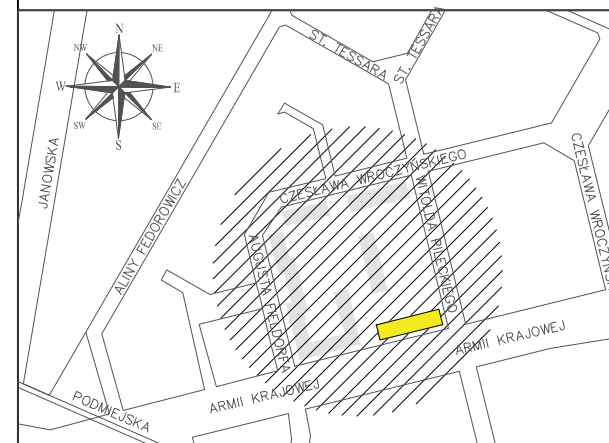 N
NW
NE
W
E
SW
SE
S
ST. TESSARA
ST. TESSARA
JANOWSKA
ALINY FEDOROWICZ
CZESŁAWA WROCZYŃSKIEGO
CZESŁAWA WROCZYŃS
WITOLDA PILECKIEGO
AUGUSTA FIELDORFA
ARMII KRAJOWEJ
ARMII KRAJOWEJ
PODMIEJSKA